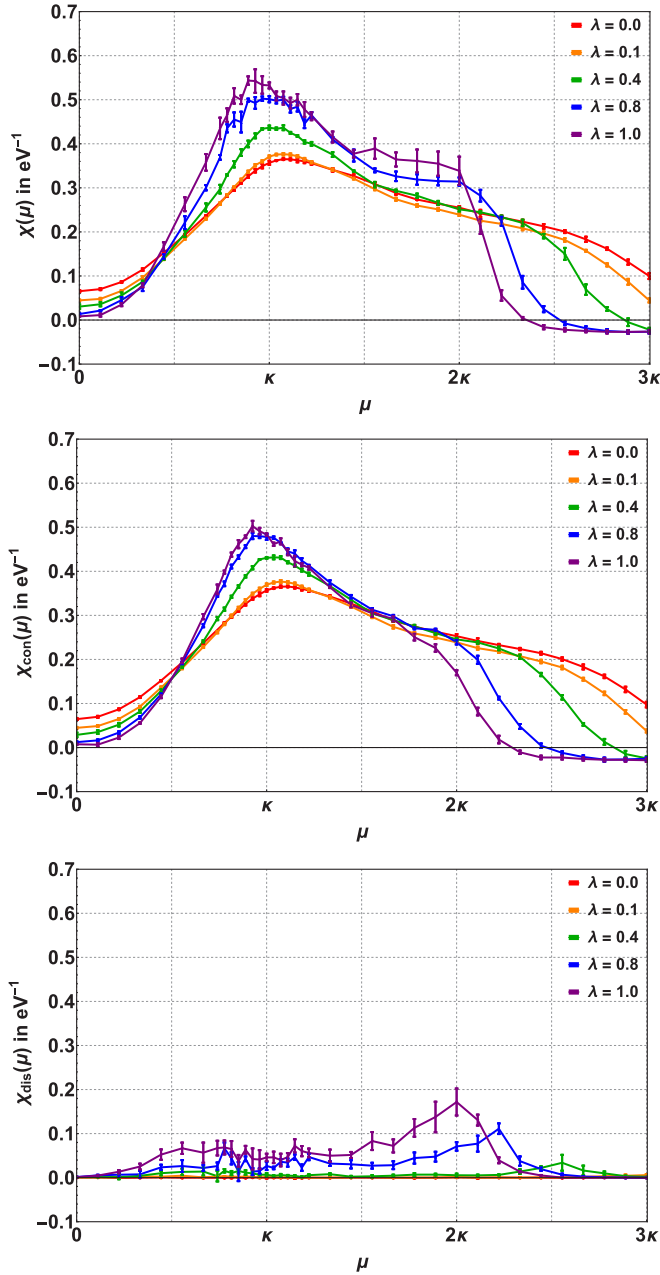 0.7
0.6
0.5
0.4
0.3
0.2
0.1
0.0
−0.1
χ(μ) in eV⁻¹
λ = 0.0
λ = 0.1
λ = 0.4
λ = 0.8
λ = 1.0
0 κ 2κ 3κ
μ
0.7
0.6
0.5
0.4
0.3
0.2
0.1
0.0
−0.1
χcon(μ) in eV⁻¹
λ = 0.0
λ = 0.1
λ = 0.4
λ = 0.8
λ = 1.0
0 κ 2κ 3κ
μ
0.7
0.6
0.5
0.4
0.3
0.2
0.1
0.0
−0.1
χdis(μ) in eV⁻¹
λ = 0.0
λ = 0.1
λ = 0.4
λ = 0.8
λ = 1.0
0 κ 2κ 3κ
μ